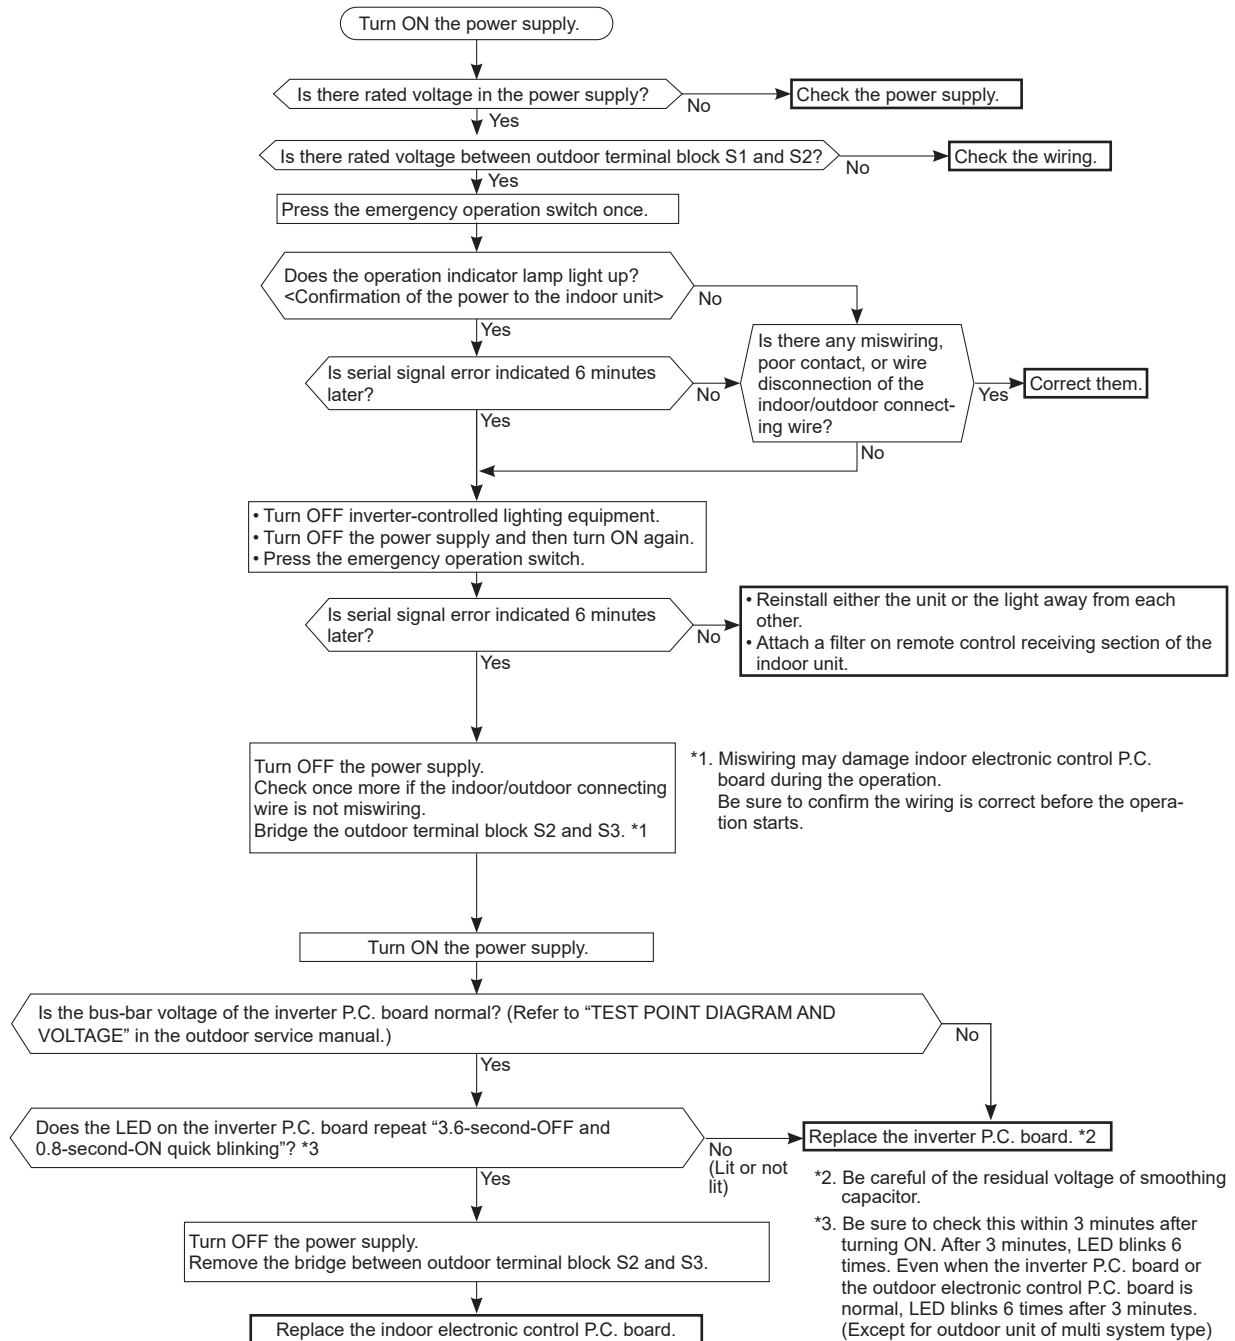 Turn ON the power supply.
Is there rated voltage in the power supply?
No
Check the power supply.
Yes
Is there rated voltage between outdoor terminal block S1 and S2?
No
Check the wiring.
Yes
Press the emergency operation switch once.
Does the operation indicator lamp light up?
<Confirmation of the power to the indoor unit>
No
Yes
Is there any miswiring,
poor contact, or wire
disconnection of the
indoor/outdoor connect-
ing wire?
Yes
Correct them.
No
Is serial signal error indicated 6 minutes
later?
No
Yes
• Turn OFF inverter-controlled lighting equipment.
• Turn OFF the power supply and then turn ON again.
• Press the emergency operation switch.
Is serial signal error indicated 6 minutes
later?
No
• Reinstall either the unit or the light away from each
other.
• Attach a filter on remote control receiving section of the
indoor unit.
Yes
Turn OFF the power supply.
Check once more if the indoor/outdoor connecting
wire is not miswiring.
Bridge the outdoor terminal block S2 and S3. *1
*1. Miswiring may damage indoor electronic control P.C.
board during the operation.
Be sure to confirm the wiring is correct before the opera-
tion starts.
Turn ON the power supply.
Is the bus-bar voltage of the inverter P.C. board normal? (Refer to “TEST POINT DIAGRAM AND
VOLTAGE” in the outdoor service manual.)
No
Yes
Does the LED on the inverter P.C. board repeat “3.6-second-OFF and
0.8-second-ON quick blinking”? *3
No
(Lit or not
lit)
Replace the inverter P.C. board. *2
Yes
*2. Be careful of the residual voltage of smoothing
capacitor.
*3. Be sure to check this within 3 minutes after
turning ON. After 3 minutes, LED blinks 6
times. Even when the inverter P.C. board or
the outdoor electronic control P.C. board is
normal, LED blinks 6 times after 3 minutes.
(Except for outdoor unit of multi system type)
Turn OFF the power supply.
Remove the bridge between outdoor terminal block S2 and S3.
Replace the indoor electronic control P.C. board.